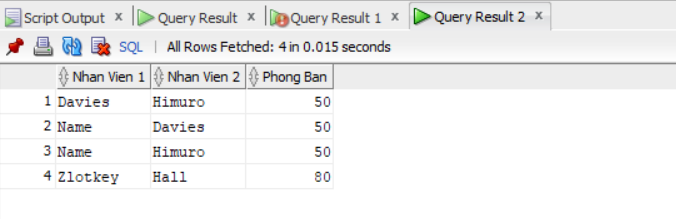 Script Output x Query Result x Query Result 1 x Query Result 2 x
SQL | All Rows Fetched: 4 in 0.015 seconds
Nhan Vien 1 Nhan Vien 2 Phong Ban
1 Davies Himuro 50
2 Name Davies 50
3 Name Himuro 50
4 Zlotkey Hall 80